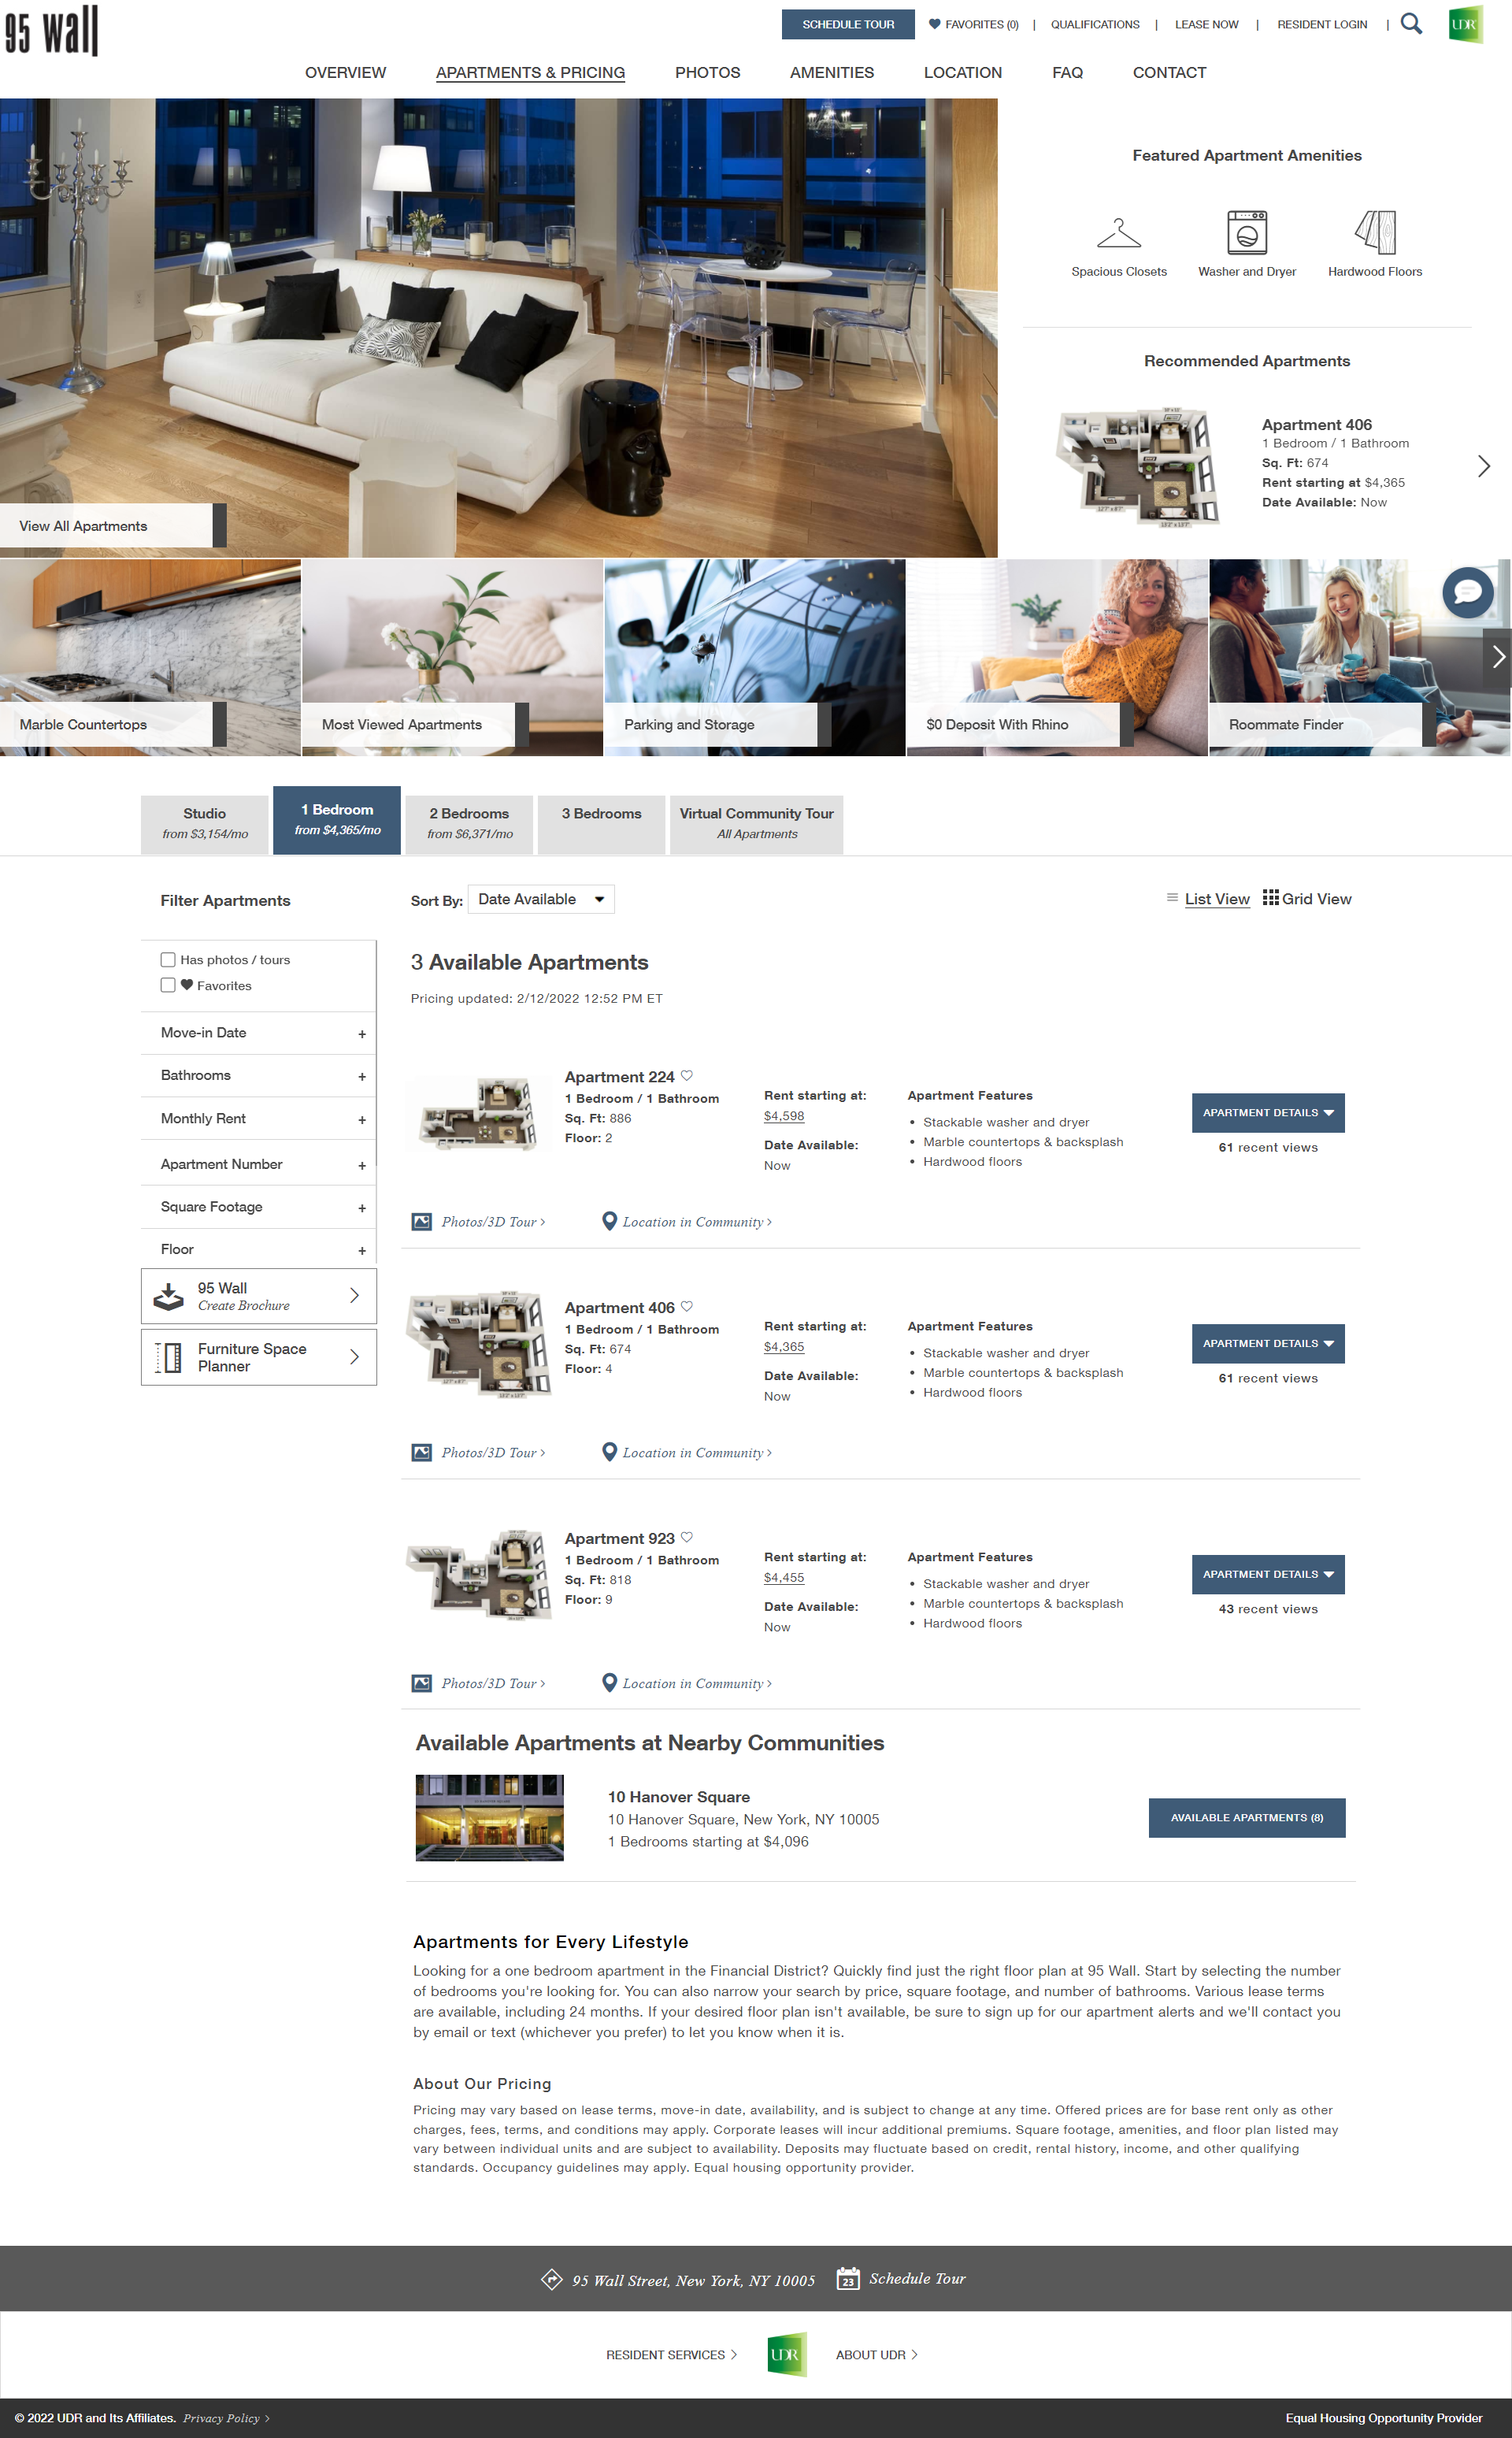 95 wall
SCHEDULE TOUR
FAVORITES (0) | QUALIFICATIONS | LEASE NOW | RESIDENT LOGIN |
UDR
OVERVIEW
APARTMENTS & PRICING
PHOTOS
AMENITIES
LOCATION
FAQ
CONTACT
View All Apartments
Featured Apartment Amenities
Spacious Closets
Washer and Dryer
Hardwood Floors
Recommended Apartments
Apartment 406
1 Bedroom / 1 Bathroom
Sq. Ft: 674
Rent starting at $4,365
Date Available: Now
Marble Countertops
Most Viewed Apartments
Parking and Storage
$0 Deposit With Rhino
Roommate Finder
Studio
from $3,154/mo
1 Bedroom
from $4,365/mo
2 Bedrooms
from $6,371/mo
3 Bedrooms
Virtual Community Tour
All Apartments
Filter Apartments
Has photos / tours
Favorites
Move-in Date +
Bathrooms +
Monthly Rent +
Apartment Number +
Square Footage +
Floor +
95 Wall
Create Brochure
Furniture Space
Planner
Sort By: Date Available
List View
Grid View
3 Available Apartments
Pricing updated: 2/12/2022 12:52 PM ET
Apartment 224
1 Bedroom / 1 Bathroom
Sq. Ft: 886
Floor: 2
Rent starting at:
$4,598
Date Available:
Now
Apartment Features
• Stackable washer and dryer
• Marble countertops & backsplash
• Hardwood floors
APARTMENT DETAILS
61 recent views
Photos/3D Tour >
Location in Community >
Apartment 406
1 Bedroom / 1 Bathroom
Sq. Ft: 674
Floor: 4
Rent starting at:
$4,365
Date Available:
Now
Apartment Features
• Stackable washer and dryer
• Marble countertops & backsplash
• Hardwood floors
APARTMENT DETAILS
61 recent views
Photos/3D Tour >
Location in Community >
Apartment 923
1 Bedroom / 1 Bathroom
Sq. Ft: 818
Floor: 9
Rent starting at:
$4,455
Date Available:
Now
Apartment Features
• Stackable washer and dryer
• Marble countertops & backsplash
• Hardwood floors
APARTMENT DETAILS
43 recent views
Photos/3D Tour >
Location in Community >
Available Apartments at Nearby Communities
10 Hanover Square
10 Hanover Square, New York, NY 10005
1 Bedrooms starting at $4,096
AVAILABLE APARTMENTS (8)
Apartments for Every Lifestyle
Looking for a one bedroom apartment in the Financial District? Quickly find just the right floor plan at 95 Wall. Start by selecting the number
of bedrooms you're looking for. You can also narrow your search by price, square footage, and number of bathrooms. Various lease terms
are available, including 24 months. If your desired floor plan isn't available, be sure to sign up for our apartment alerts and we'll contact you
by email or text (whichever you prefer) to let you know when it is.
About Our Pricing
Pricing may vary based on lease terms, move-in date, availability, and is subject to change at any time. Offered prices are for base rent only as other
charges, fees, terms, and conditions may apply. Corporate leases will incur additional premiums. Square footage, amenities, and floor plan listed may
vary between individual units and are subject to availability. Deposits may fluctuate based on credit, rental history, income, and other qualifying
standards. Occupancy guidelines may apply. Equal housing opportunity provider.
95 Wall Street, New York, NY 10005
23
Schedule Tour
RESIDENT SERVICES >
UDR
ABOUT UDR >
© 2022 UDR and Its Affiliates. Privacy Policy >
Equal Housing Opportunity Provider